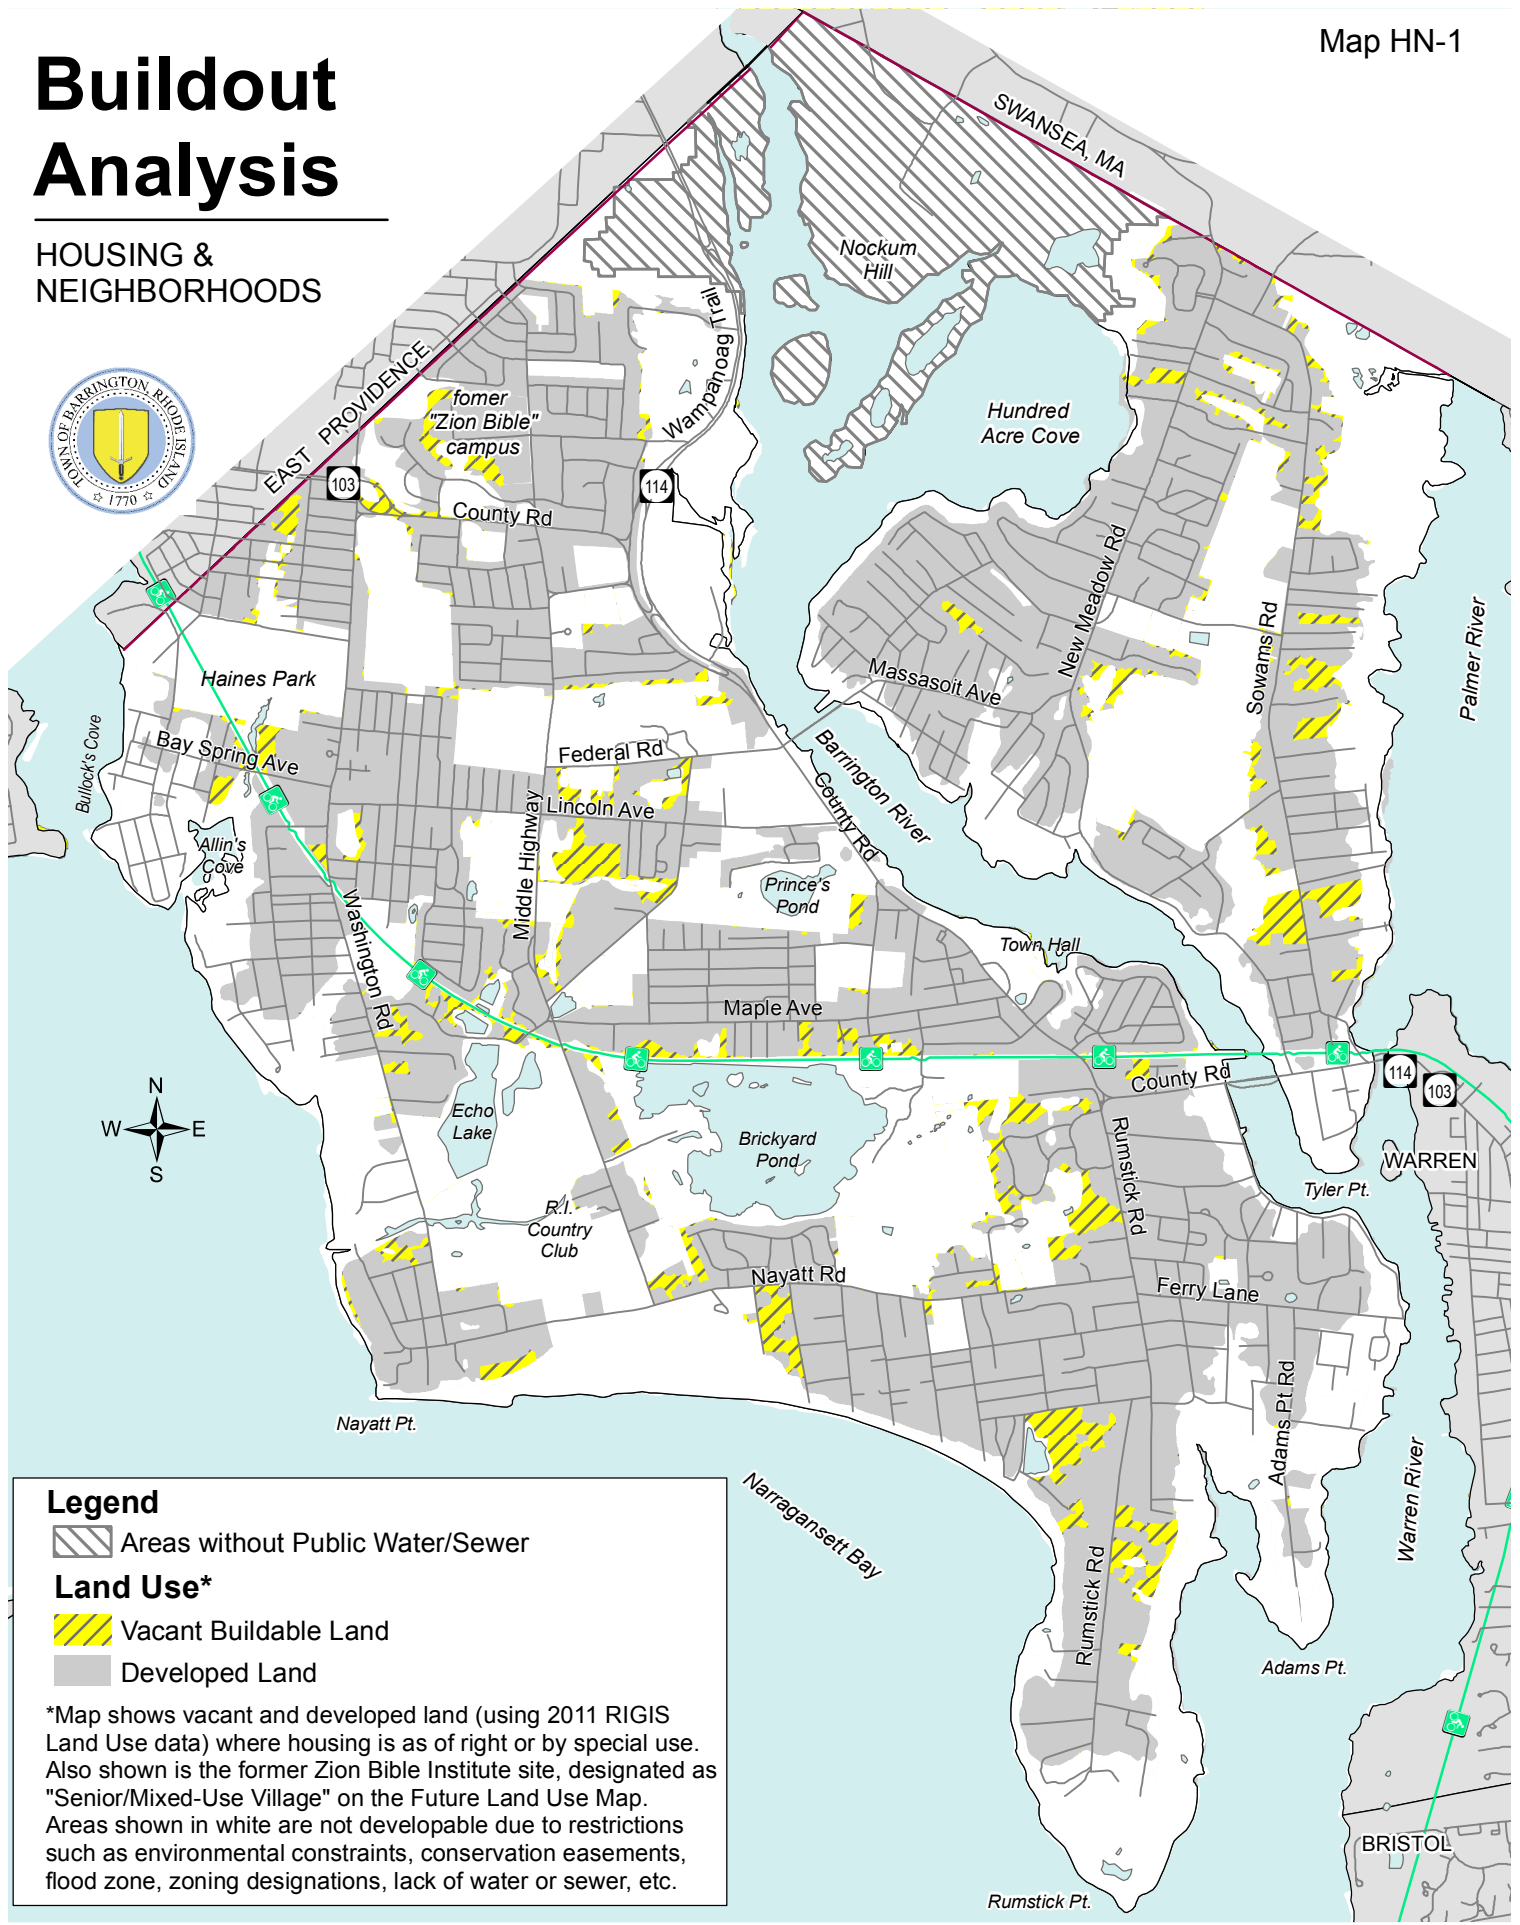 Map HN-1
Buildout
Analysis
HOUSING &
NEIGHBORHOODS
TOWN OF BARRINGTON, RHODE ISLAND
1770
SWANSEA, MA
EAST PROVIDENCE
Nockum
Hill
Wampanoag Trail
fomer
"Zion Bible"
campus
Hundred
Acre Cove
103
114
County Rd
New Meadow Rd
Sowams Rd
Palmer River
Massasoit Ave
Haines Park
Bullock's Cove
Bay Spring Ave
Federal Rd
Barrington River
County Rd
Lincoln Ave
Middle Highway
Allin's
Cove
Prince's
Pond
Washington Rd
Town Hall
Maple Ave
114
103
County Rd
N
W
E
S
Echo
Lake
Brickyard
Pond
Rumstick Rd
WARREN
Tyler Pt.
R.I.
Country
Club
Nayatt Rd
Ferry Lane
Adams Pt Rd
Nayatt Pt.
Warren River
Narragansett Bay
Rumstick Rd
Adams Pt.
BRISTOL
Rumstick Pt.
Legend
Areas without Public Water/Sewer
Land Use*
Vacant Buildable Land
Developed Land
*Map shows vacant and developed land (using 2011 RIGIS
Land Use data) where housing is as of right or by special use.
Also shown is the former Zion Bible Institute site, designated as
"Senior/Mixed-Use Village" on the Future Land Use Map.
Areas shown in white are not developable due to restrictions
such as environmental constraints, conservation easements,
flood zone, zoning designations, lack of water or sewer, etc.